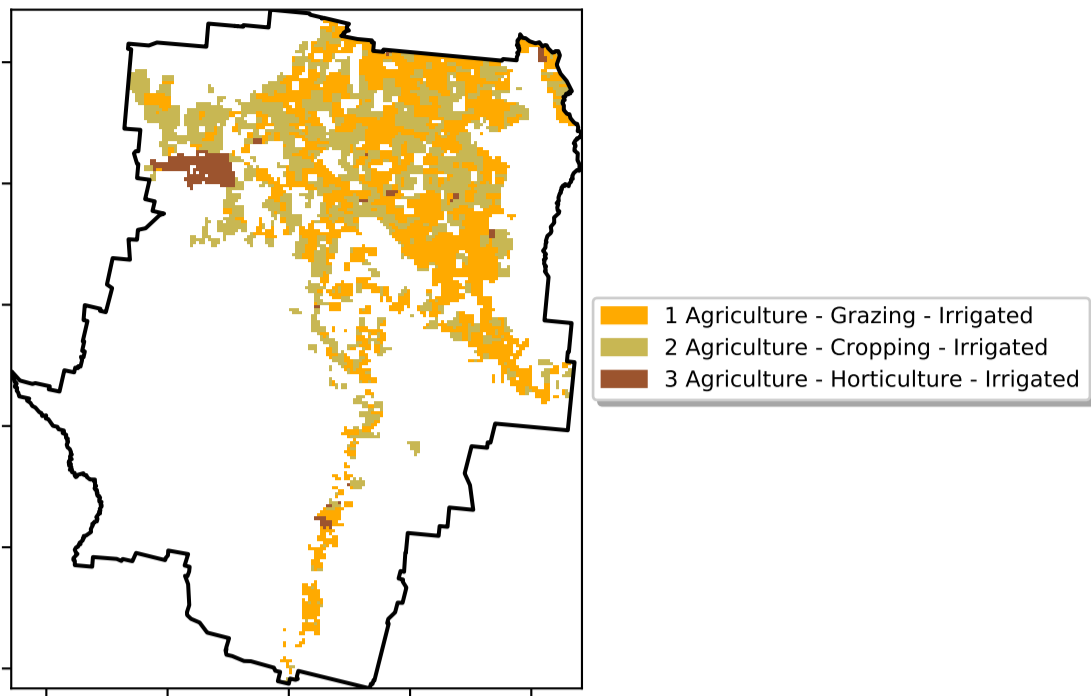 1 Agriculture - Grazing - Irrigated
2 Agriculture - Cropping - Irrigated
3 Agriculture - Horticulture - Irrigated